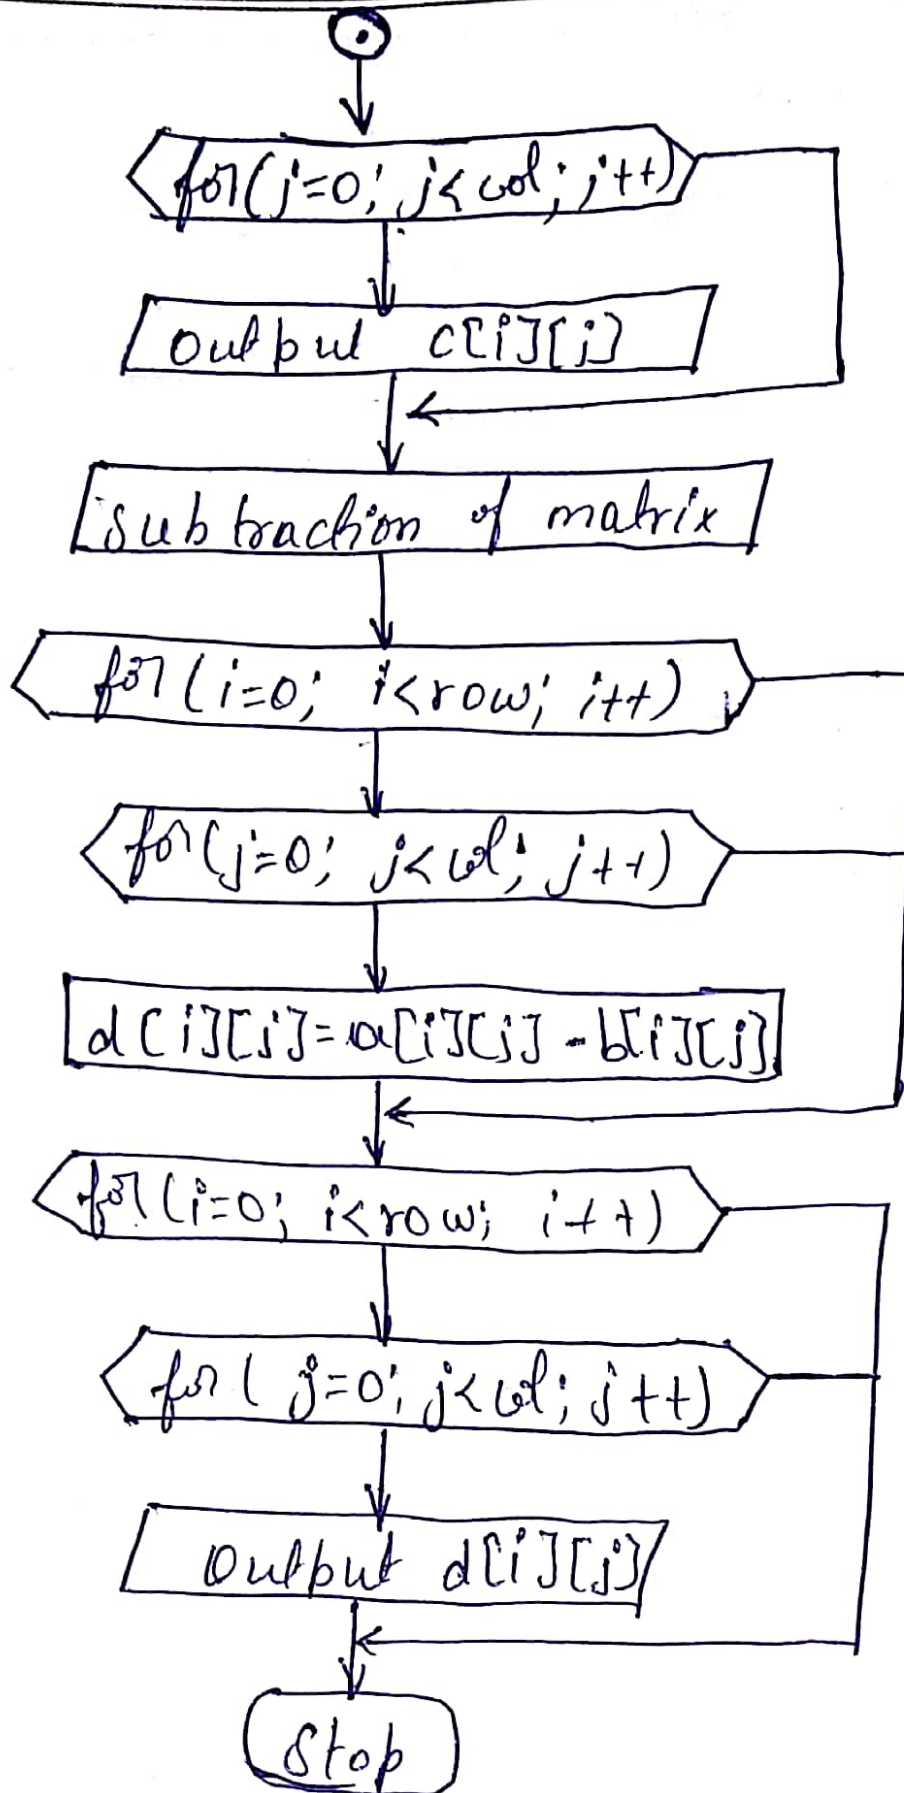 for(j=0; j<col; j++)
Output c[i][j]
Subtraction of matrix
for(i=0; i<row; i++)
for(j=0; j<col; j++)
d[i][j]=a[i][j]-b[i][j]
for(i=0; i<row; i++)
for( j=0; j<col; j++)
Output d[i][j]
Stop